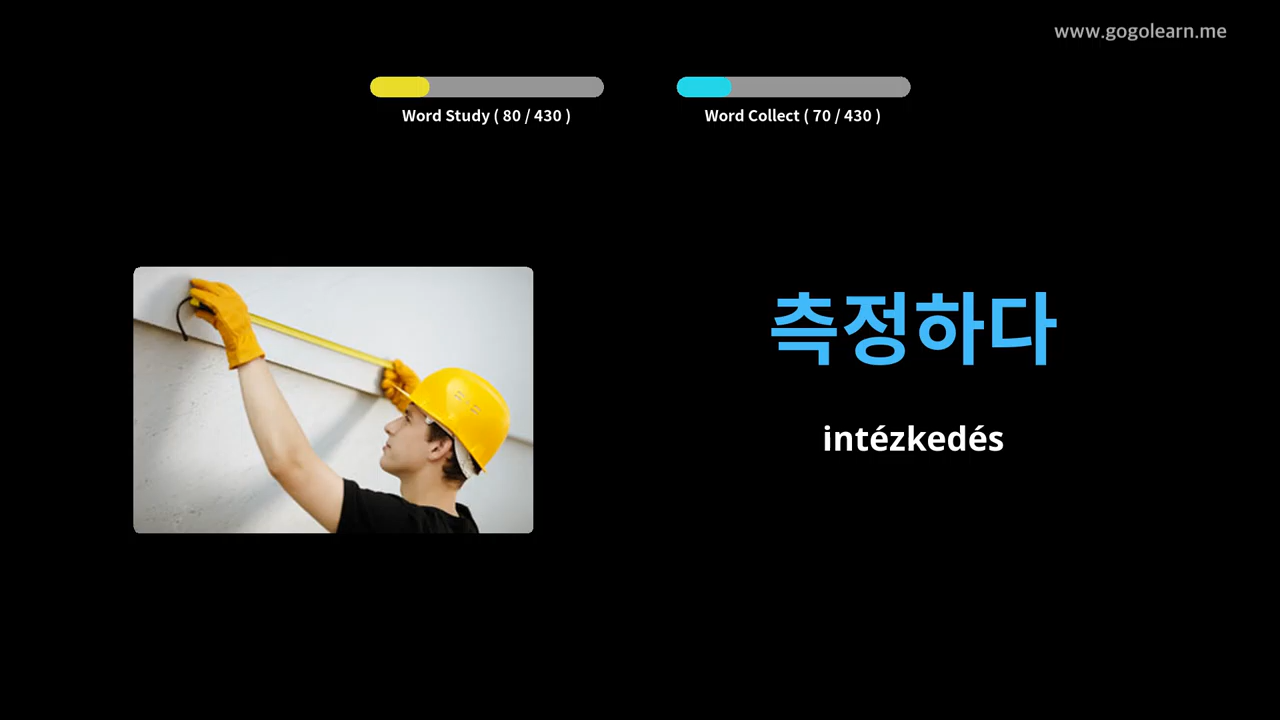 www.gogolearn.me
Word Study ( 80 / 430 )
Word Collect ( 70 / 430 )
측정하다
intézkedés